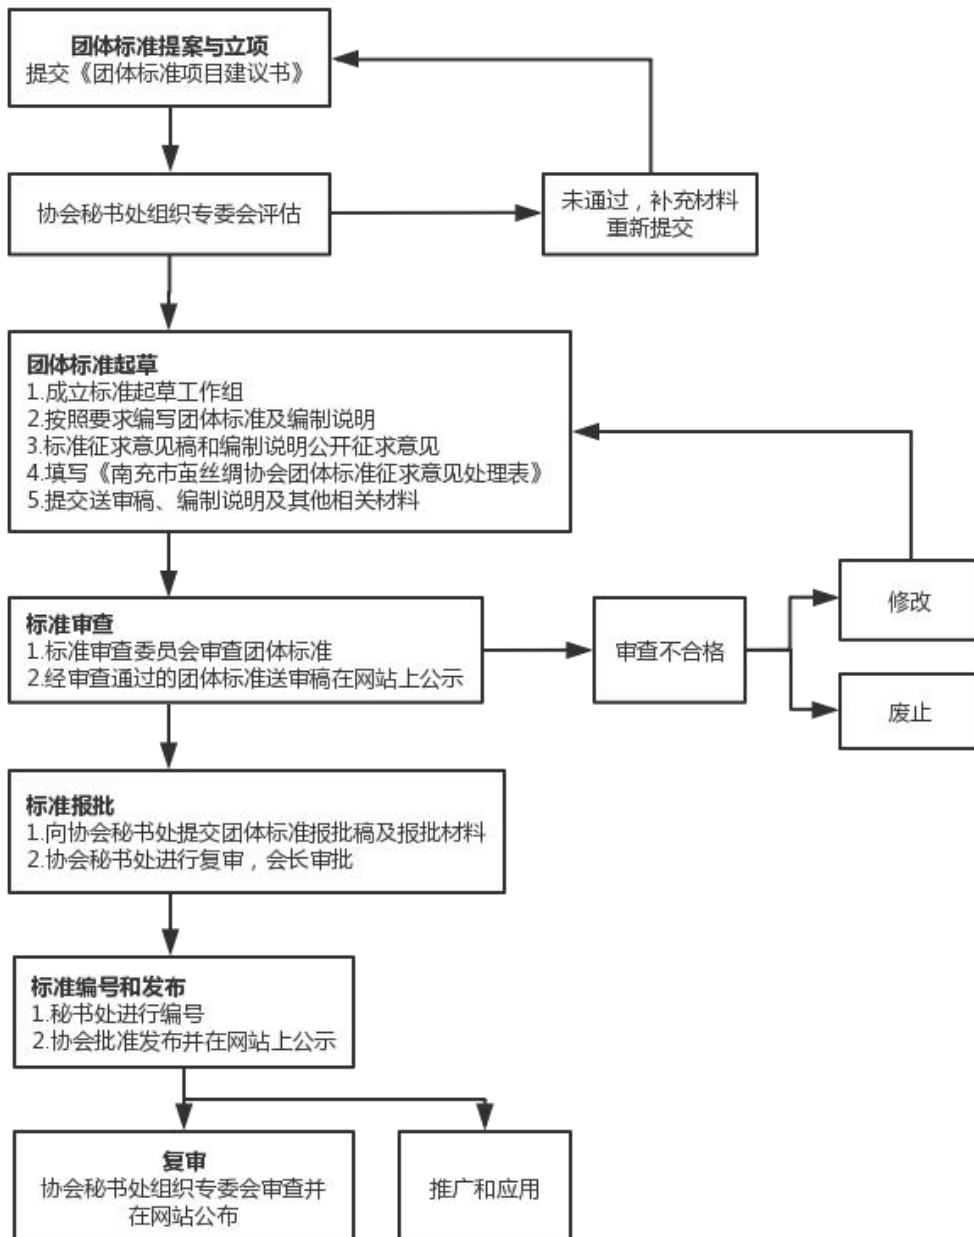 团体标准提案与立项
提交《团体标准项目建议书》
协会秘书处组织专委会评估
未通过，补充材料
重新提交
团体标准起草
1.成立标准起草工作组
2.按照要求编写团体标准及编制说明
3.标准征求意见稿和编制说明公开征求意见
4.填写《南充市茧丝绸协会团体标准征求意见处理表》
5.提交送审稿、编制说明及其他相关材料
标准审查
1.标准审查委员会审查团体标准
2.经审查通过的团体标准送审稿在网站上公示
审查不合格
修改
废止
标准报批
1.向协会秘书处提交团体标准报批稿及报批材料
2.协会秘书处进行复审，会长审批
标准编号和发布
1.秘书处进行编号
2.协会批准发布并在网站上公示
复审
协会秘书处组织专委会审查并
在网站公布
推广和应用